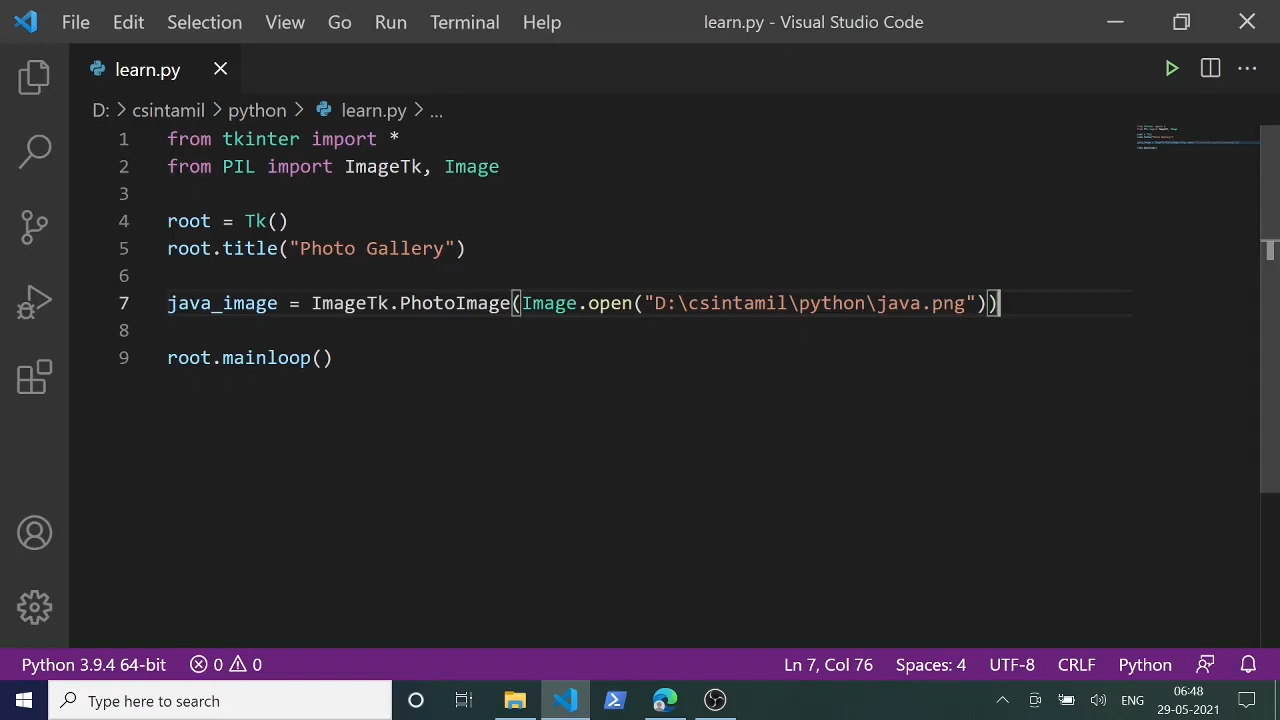 File Edit Selection View Go Run Terminal Help learn.py - Visual Studio Code
learn.py
D: > csintamil > python > learn.py > ...
1 from tkinter import *
2 from PIL import ImageTk, Image
3
4 root = Tk()
5 root.title("Photo Gallery")
6
7 java_image = ImageTk.PhotoImage(Image.open("D:\csintamil\python\java.png"))
8
9 root.mainloop()
Python 3.9.4 64-bit 0 0 Ln 7, Col 76 Spaces: 4 UTF-8 CRLF Python
Type here to search ENG 06:48
29-05-2021